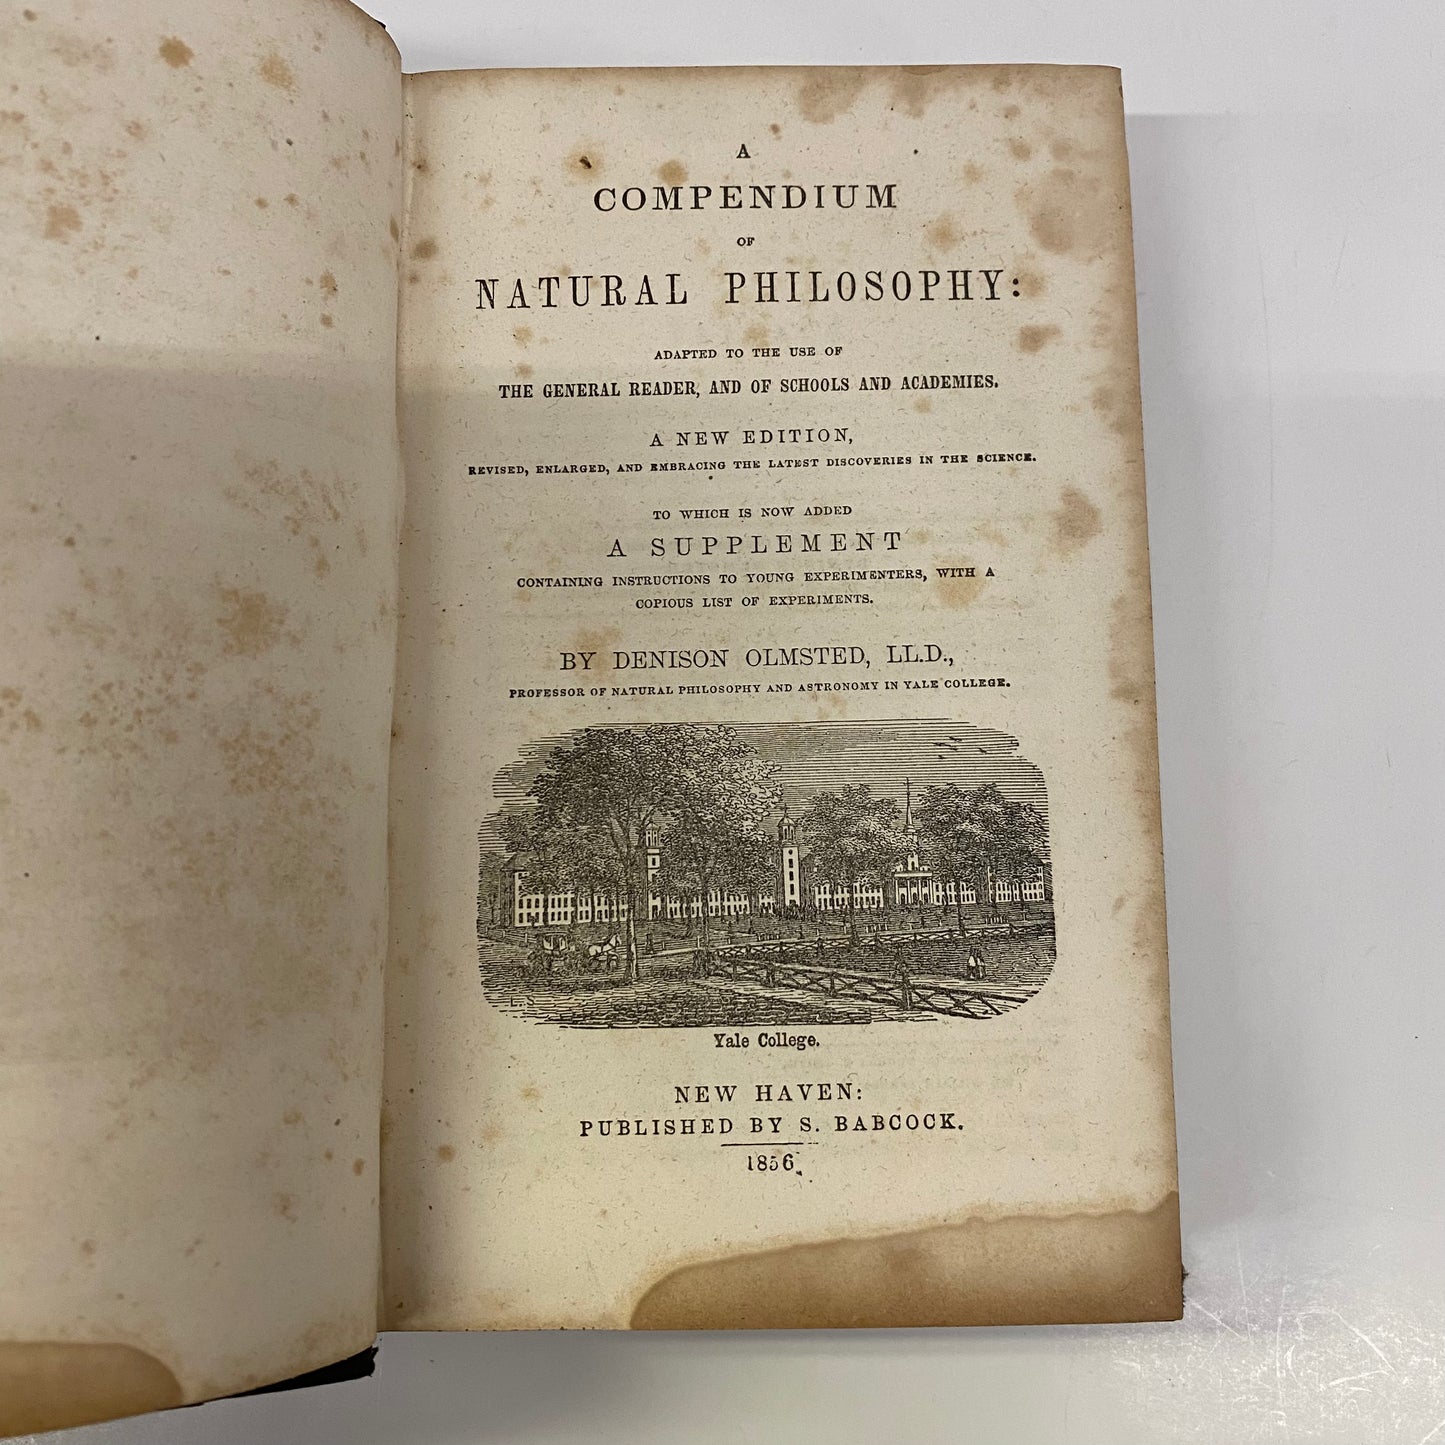 A
COMPENDIUM
OF
NATURAL PHILOSOPHY:
ADAPTED TO THE USE OF
THE GENERAL READER, AND OF SCHOOLS AND ACADEMIES.
A NEW EDITION,
REVISED, ENLARGED, AND EMBRACING THE LATEST DISCOVERIES IN THE SCIENCE.
TO WHICH IS NOW ADDED
A SUPPLEMENT
CONTAINING INSTRUCTIONS TO YOUNG EXPERIMENTERS, WITH A
COPIOUS LIST OF EXPERIMENTS.
BY DENISON OLMSTED, LL.D.,
PROFESSOR OF NATURAL PHILOSOPHY AND ASTRONOMY IN YALE COLLEGE.
L.S
Yale College.
NEW HAVEN:
PUBLISHED BY S. BABCOCK.
1856.